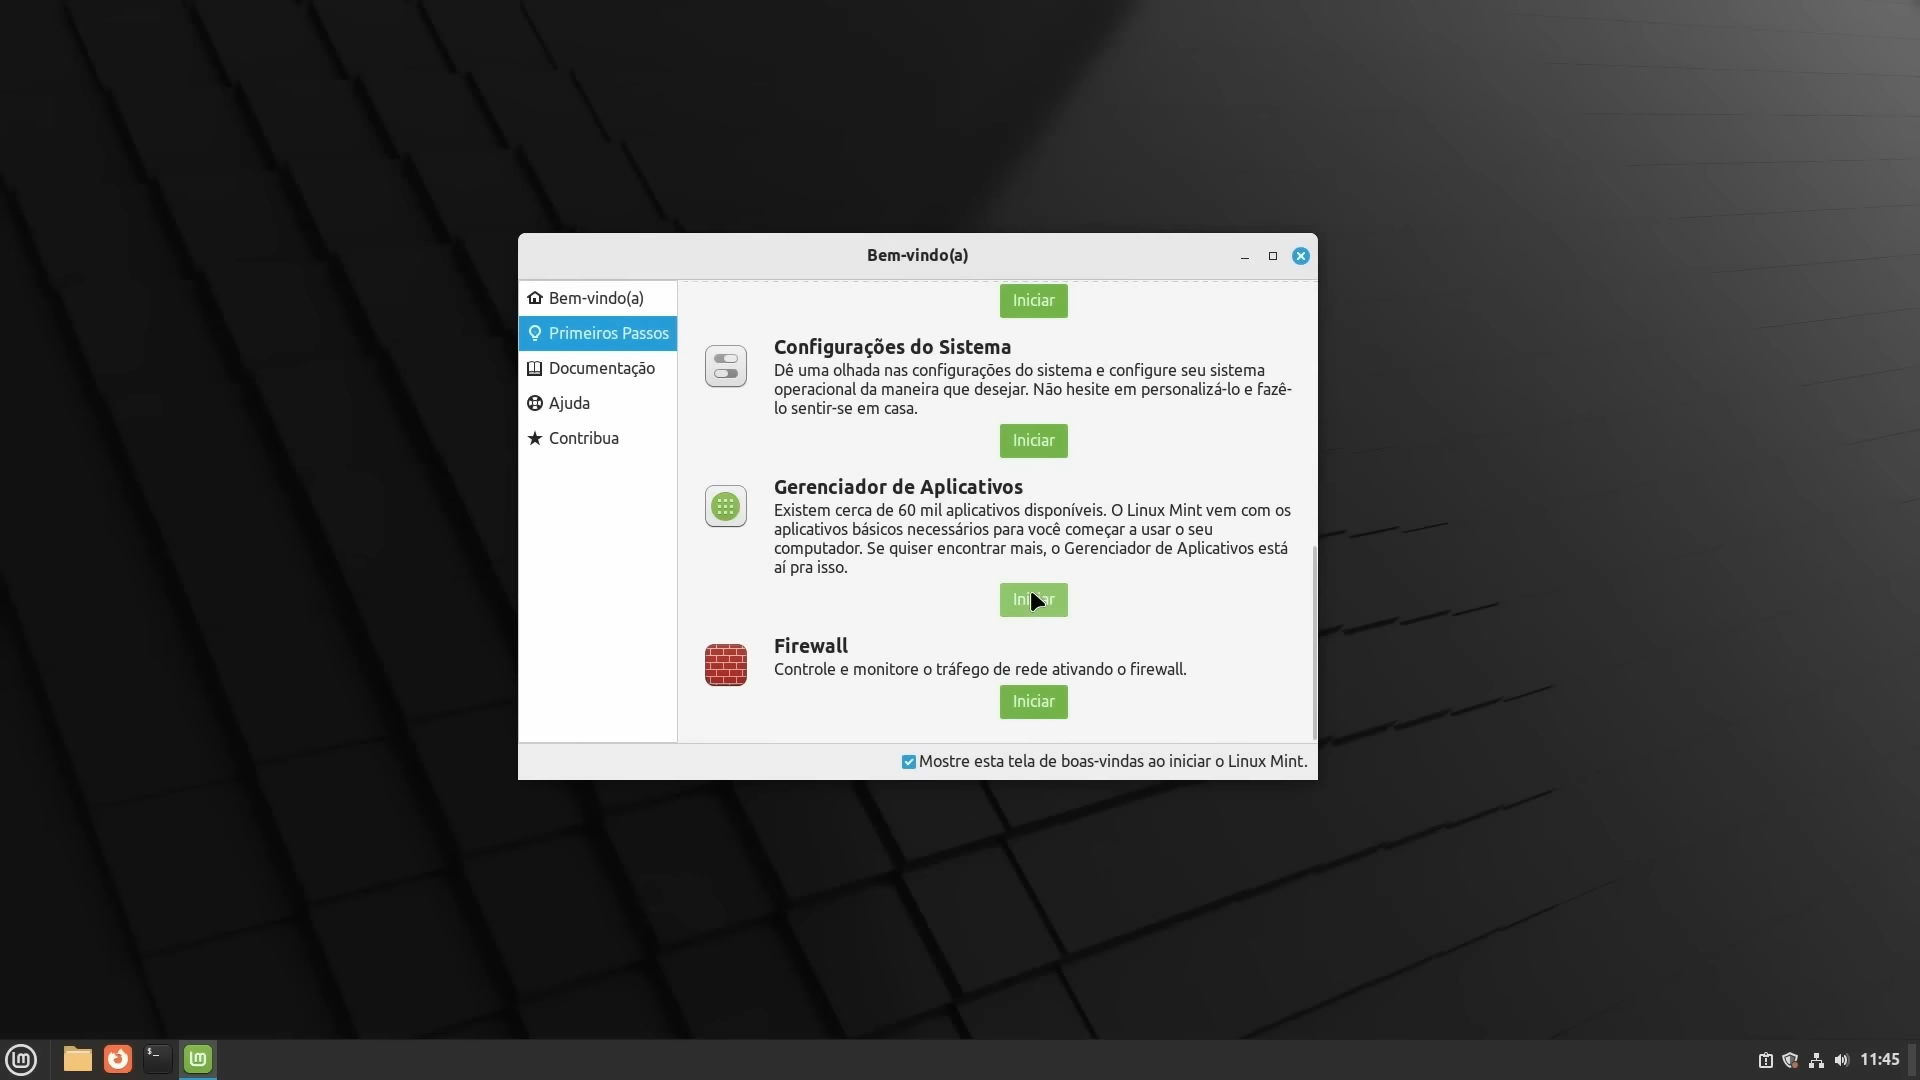 Bem-vindo(a)
Bem-vindo(a)
Primeiros Passos
Documentação
Ajuda
Contribua
Iniciar
Configurações do Sistema
Dê uma olhada nas configurações do sistema e configure seu sistema
operacional da maneira que desejar. Não hesite em personalizá-lo e fazê-
lo sentir-se em casa.
Iniciar
Gerenciador de Aplicativos
Existem cerca de 60 mil aplicativos disponíveis. O Linux Mint vem com os
aplicativos básicos necessários para você começar a usar o seu
computador. Se quiser encontrar mais, o Gerenciador de Aplicativos está
aí pra isso.
Iniciar
Firewall
Controle e monitore o tráfego de rede ativando o firewall.
Iniciar
Mostre esta tela de boas-vindas ao iniciar o Linux Mint.
$_
11:45